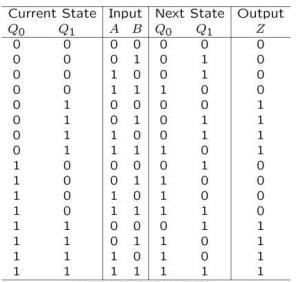 Current State Input Next State Output
Q0 Q1 A B Q0 Q1 Z
0 0 0 0 0 0 0
0 0 0 1 0 1 0
0 0 1 0 0 1 0
0 0 1 1 1 0 0
0 1 0 0 0 0 1
0 1 0 1 0 1 1
0 1 1 0 0 1 1
0 1 1 1 1 0 1
1 0 0 0 0 1 0
1 0 0 1 1 0 0
1 0 1 0 1 0 0
1 0 1 1 1 1 0
1 1 0 0 0 1 1
1 1 0 1 1 0 1
1 1 1 0 1 0 1
1 1 1 1 1 1 1